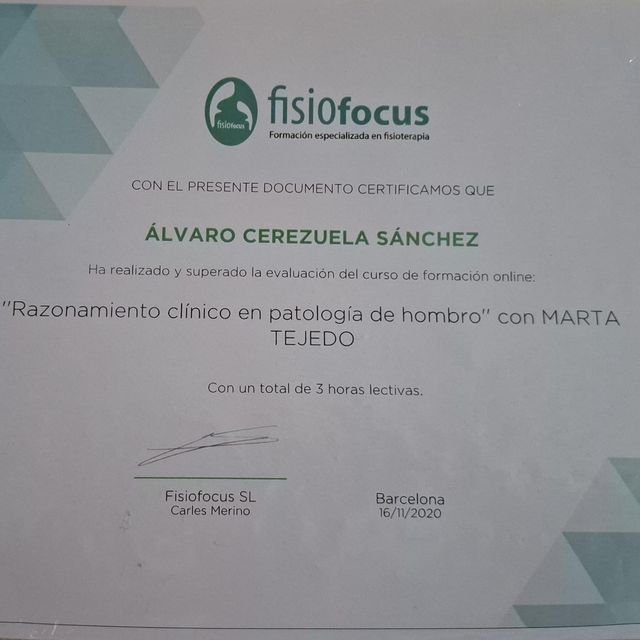 fisiofocus
fisiofocus
Formación especializada en fisioterapia
CON EL PRESENTE DOCUMENTO CERTIFICAMOS QUE
ÁLVARO CEREZUELA SÁNCHEZ
Ha realizado y superado la evaluación del curso de formación online:
"Razonamiento clínico en patología de hombro" con MARTA
TEJEDO
Con un total de 3 horas lectivas.
Fisiofocus SL
Carles Merino
Barcelona
16/11/2020